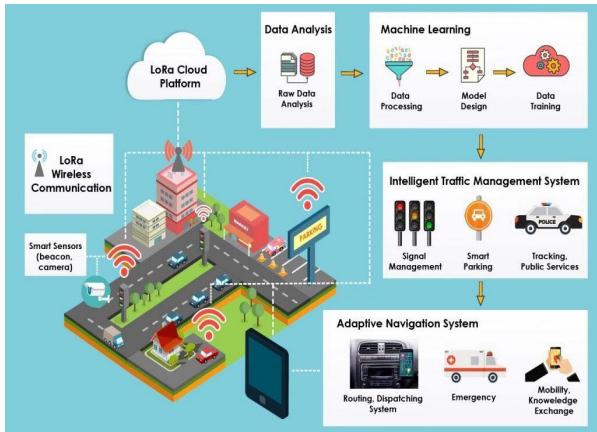 LoRa Cloud
Platform
Data Analysis
Raw Data
Analysis
Machine Learning
Data
Processing
Model
Design
Data
Training
LoRa
Wireless
Communication
Smart Sensors
(beacon,
camera)
PARKING
Intelligent Traffic Management System
POLICE
Signal
Management
Smart
Parking
Tracking,
Public Services
Adaptive Navigation System
Routing, Dispatching
System
Emergency
Mobility,
Knowledge
Exchange